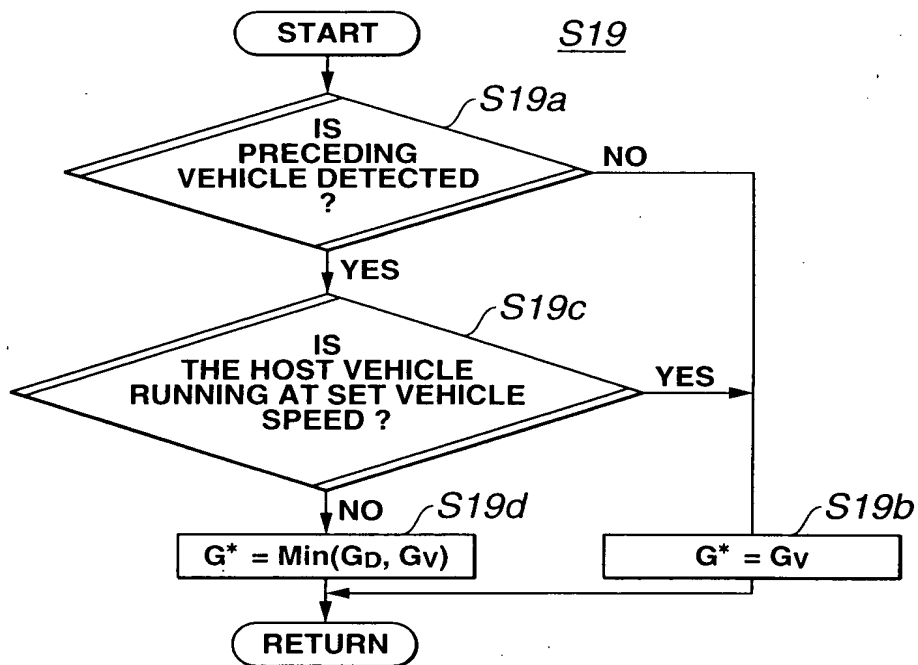 START
S19
S19a
IS
PRECEDING
VEHICLE DETECTED
?
NO
YES
S19c
IS
THE HOST VEHICLE
RUNNING AT SET VEHICLE
SPEED ?
YES
NO
S19d
S19b
G* = Min(GD, GV)
G* = GV
RETURN